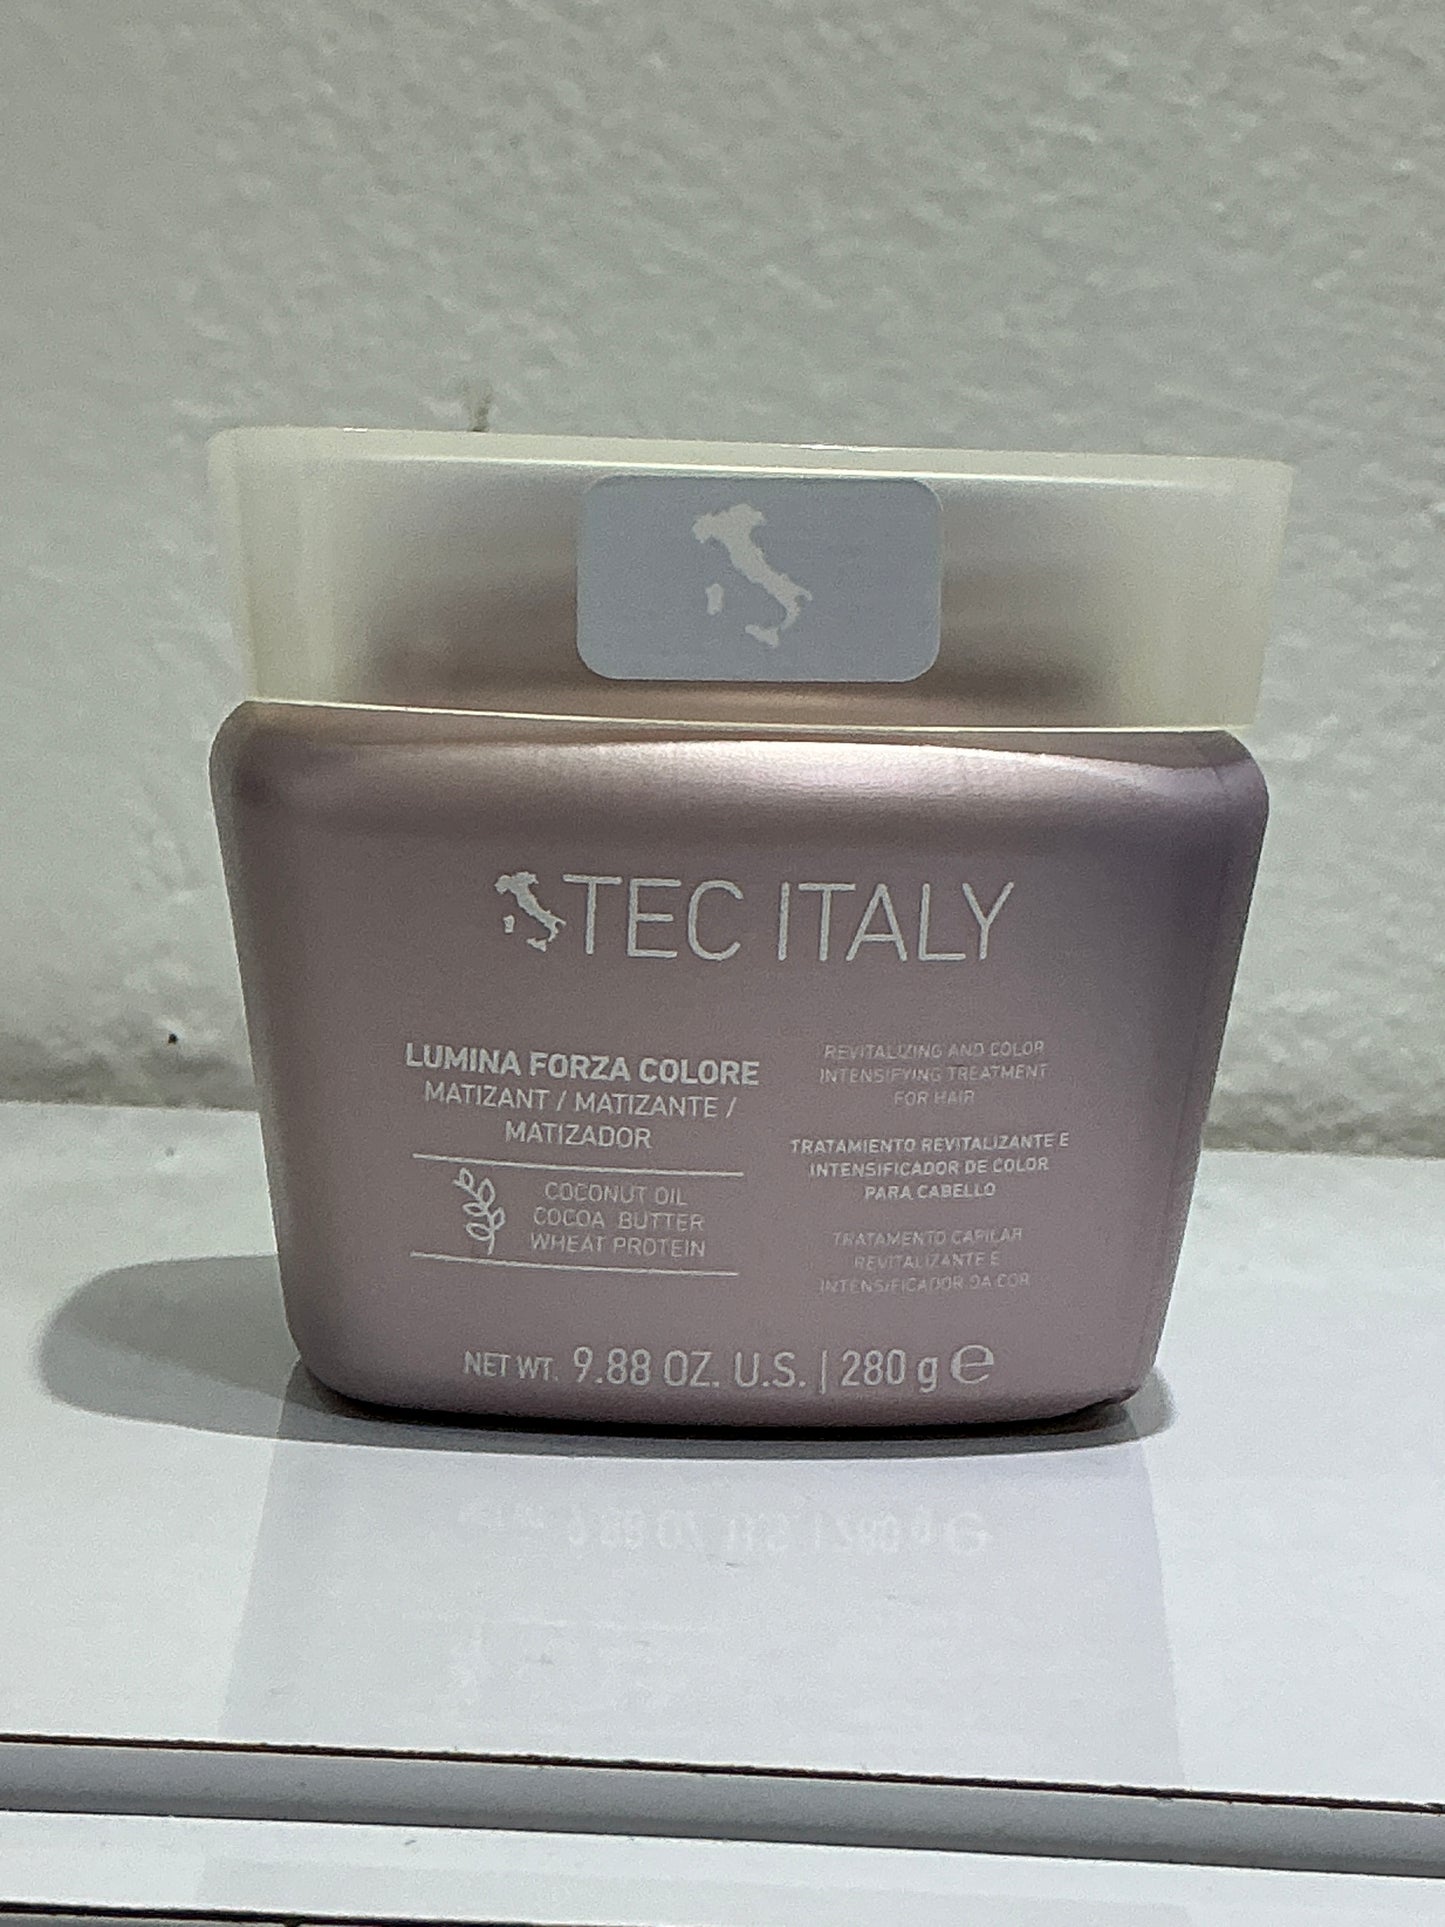 TEC ITALY
LUMINA FORZA COLORE
MATIZANT / MATIZANTE /
MATIZADOR
COCONUT OIL
COCOA BUTTER
WHEAT PROTEIN
REVITALIZING AND COLOR
INTENSIFYING TREATMENT
FOR HAIR
TRATAMIENTO REVITALIZANTE E
INTENSIFICADOR DE COLOR
PARA CABELLO
TRATAMENTO CAPILAR
REVITALIZANTE E
INTENSIFICADOR DA COR
NET WT. 9.88 OZ. U.S. | 280 g ℮